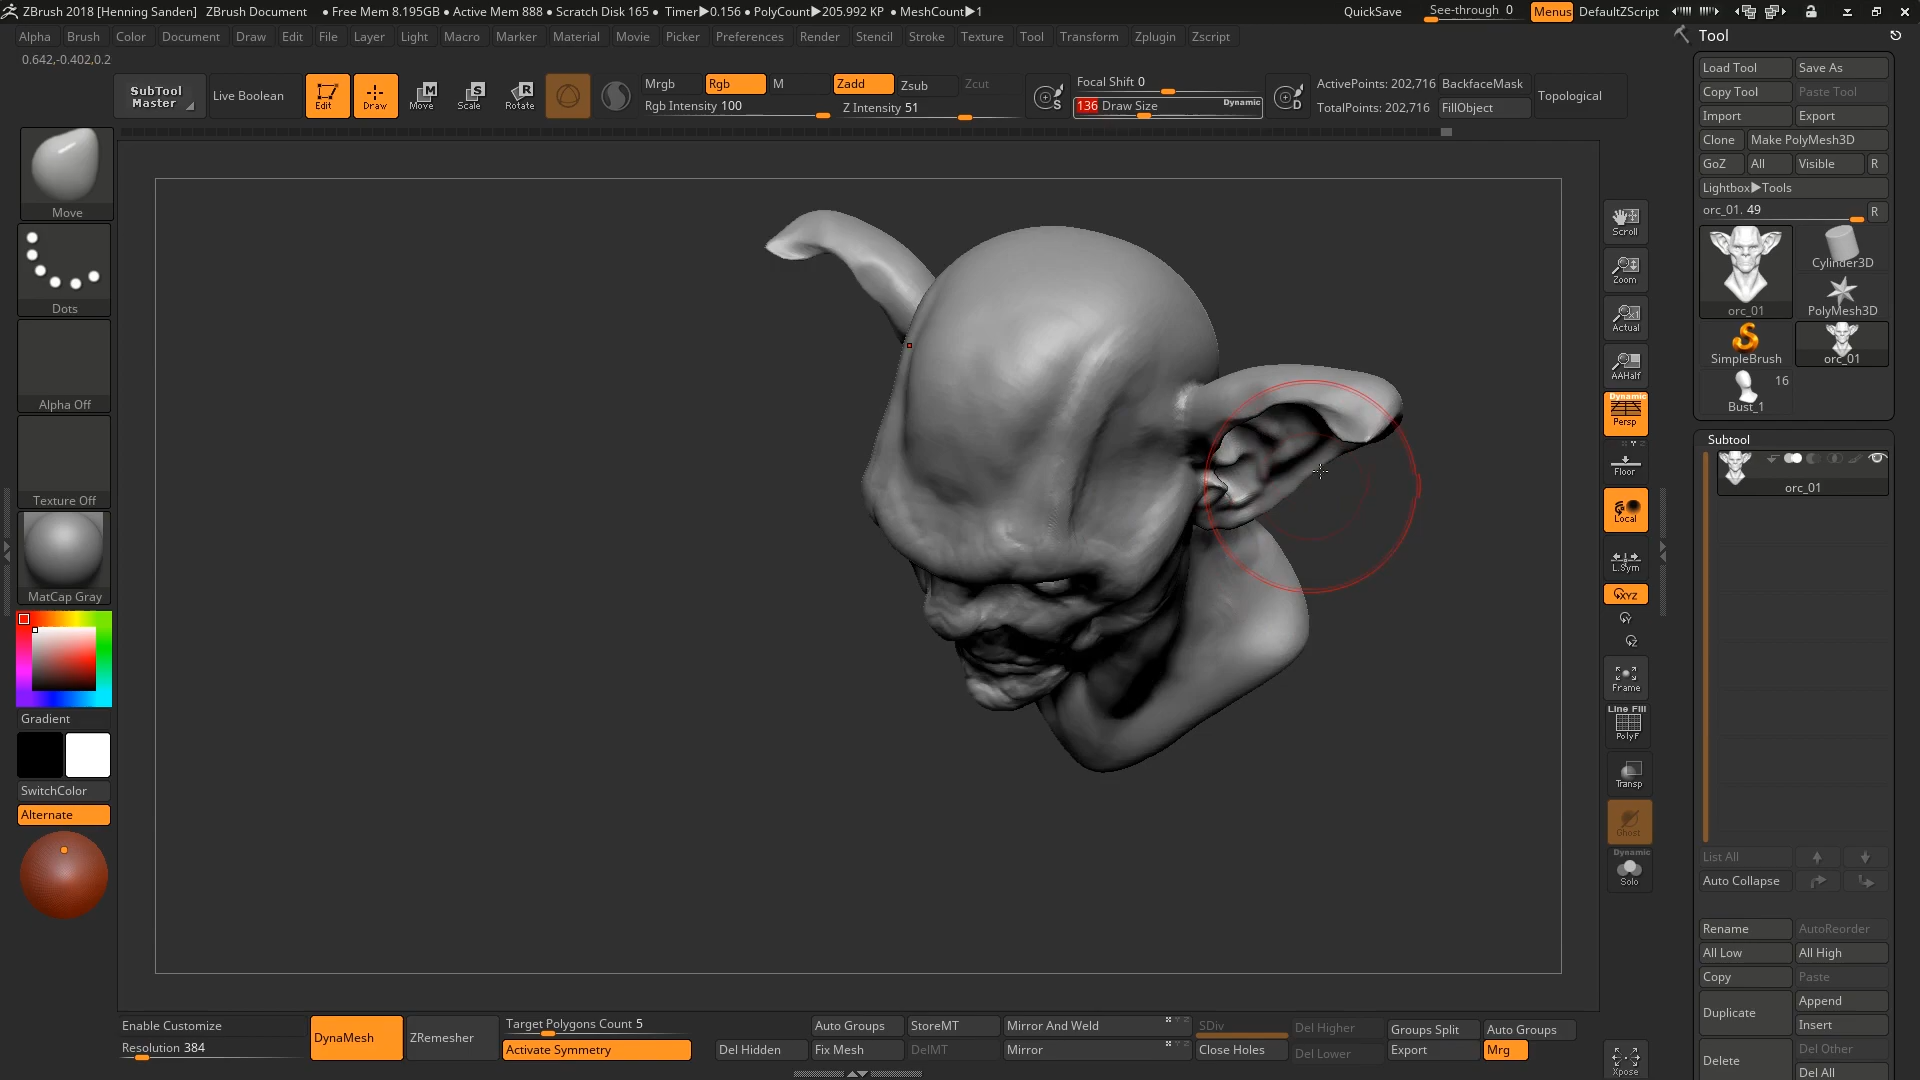 ZBrush 2018 [Henning Sanden] ZBrush Document • Free Mem 8.195GB • Active Mem 888 • Scratch Disk 165 • Timer▶0.156 • PolyCount▶205.992 KP • MeshCount▶1 QuickSave See-through 0 Menus DefaultZScript
Alpha Brush Color Document Draw Edit File Layer Light Macro Marker Material Movie Picker Preferences Render Stencil Stroke Texture Tool Transform Zplugin Zscript
0.642,-0.402,0.2
SubTool
Master
Live Boolean
Edit
Draw
Move
Scale
Rotate
Mrgb Rgb M
Rgb Intensity 100
Zadd Zsub Zcut
Z Intensity 51
S
Focal Shift 0
136 Draw Size Dynamic
D
ActivePoints: 202,716
TotalPoints: 202,716
BackfaceMask
FillObject
Topological
Move
Dots
Alpha Off
Texture Off
MatCap Gray
Gradient
SwitchColor
Alternate
Scroll
Zoom
Actual
AAHalf
Dynamic
Persp
Floor
Local
L.Sym
XYZ
Frame
Line Fill
PolyF
Transp
Ghost
Dynamic
Solo
Xpose
Tool
Load Tool Save As
Copy Tool Paste Tool
Import Export
Clone Make PolyMesh3D
GoZ All Visible R
Lightbox▶Tools
orc_01. 49 R
orc_01
Cylinder3D
PolyMesh3D
SimpleBrush
orc_01
16
Bust_1
Subtool
orc_01
List All
Auto Collapse
Rename AutoReorder
All Low All High
Copy Paste
Duplicate
Append
Insert
Delete
Del Other
Del All
Enable Customize
Resolution 384
DynaMesh
ZRemesher
Target Polygons Count 5
Activate Symmetry
Del Hidden
Auto Groups
Fix Mesh
StoreMT
DelMT
Mirror And Weld
Mirror
SDiv
Close Holes
Del Higher
Del Lower
Groups Split
Export
Auto Groups
Mrg